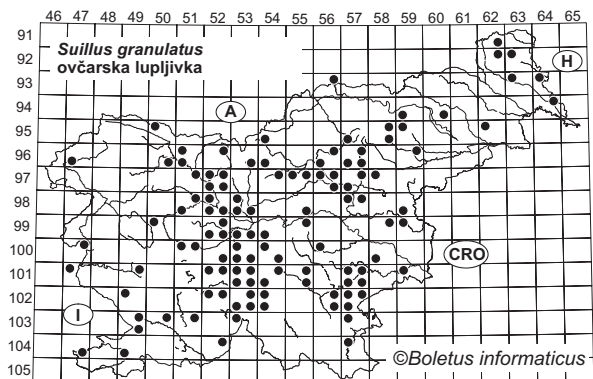 46 47 48 49 50 51 52 53 54 55 56 57 58 59 60 61 62 63 64 65
91
Suillus granulatus
92
ovčarska lupljivka
H
93
94
A
95
96
97
98
99
100
CRO
101
102
I
103
104
©Boletus informaticus
105